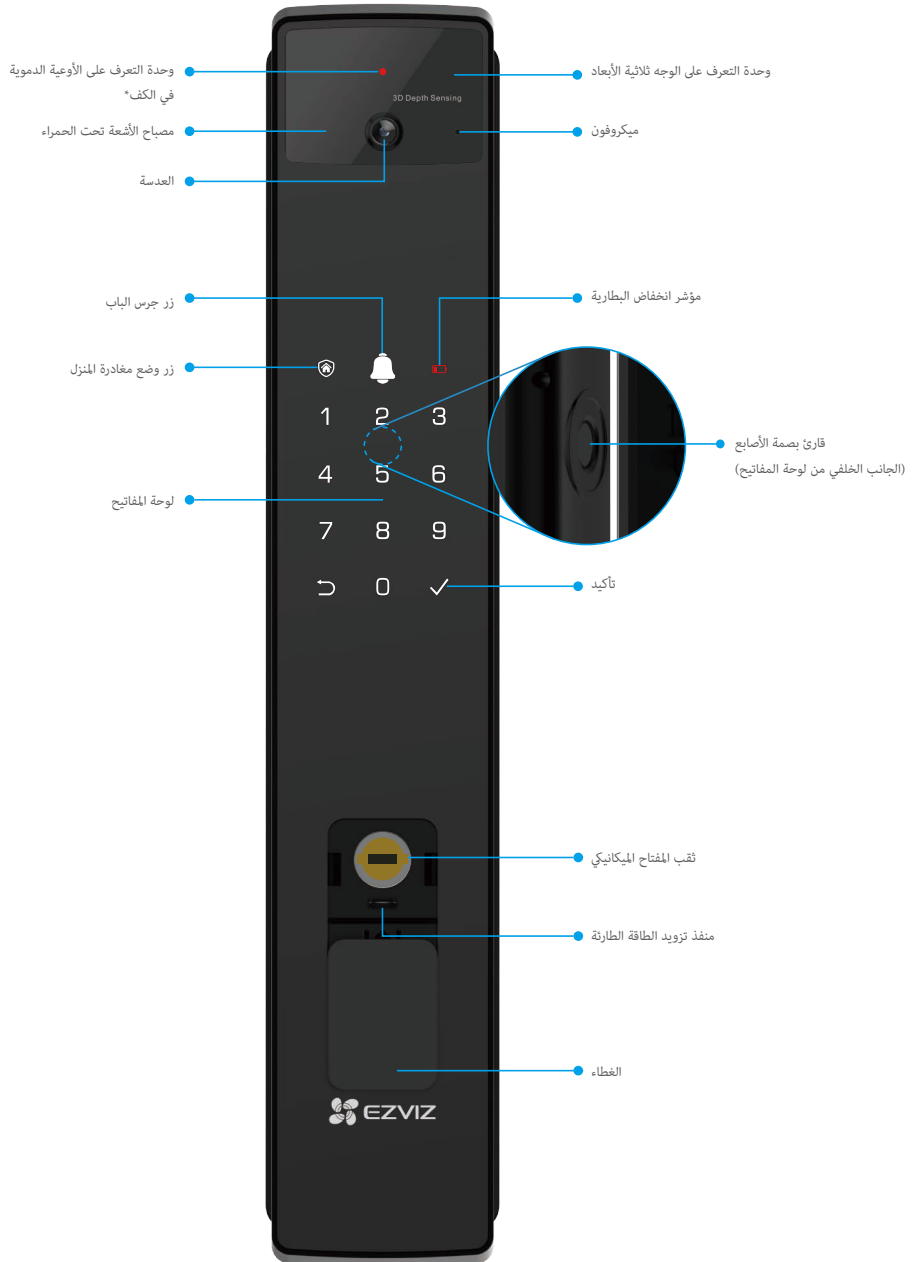 وحدة التعرف على الأوعية الدموية
في الكف*
وحدة التعرف على الوجه ثلاثية الأبعاد
3D Depth Sensing
مصباح الأشعة تحت الحمراء
ميكروفون
العدسة
زر جرس الباب
مؤشر انخفاض البطارية
زر وضع مغادرة المنزل
1 2 3
قارئ بصمة الأصابع
(الجانب الخلفي من لوحة المفاتيح)
4 5 6
لوحة المفاتيح
7 8 9
تأكيد
0
ثقب المفتاح الميكانيكي
منفذ تزويد الطاقة الطارئة
الغطاء
EZVIZ